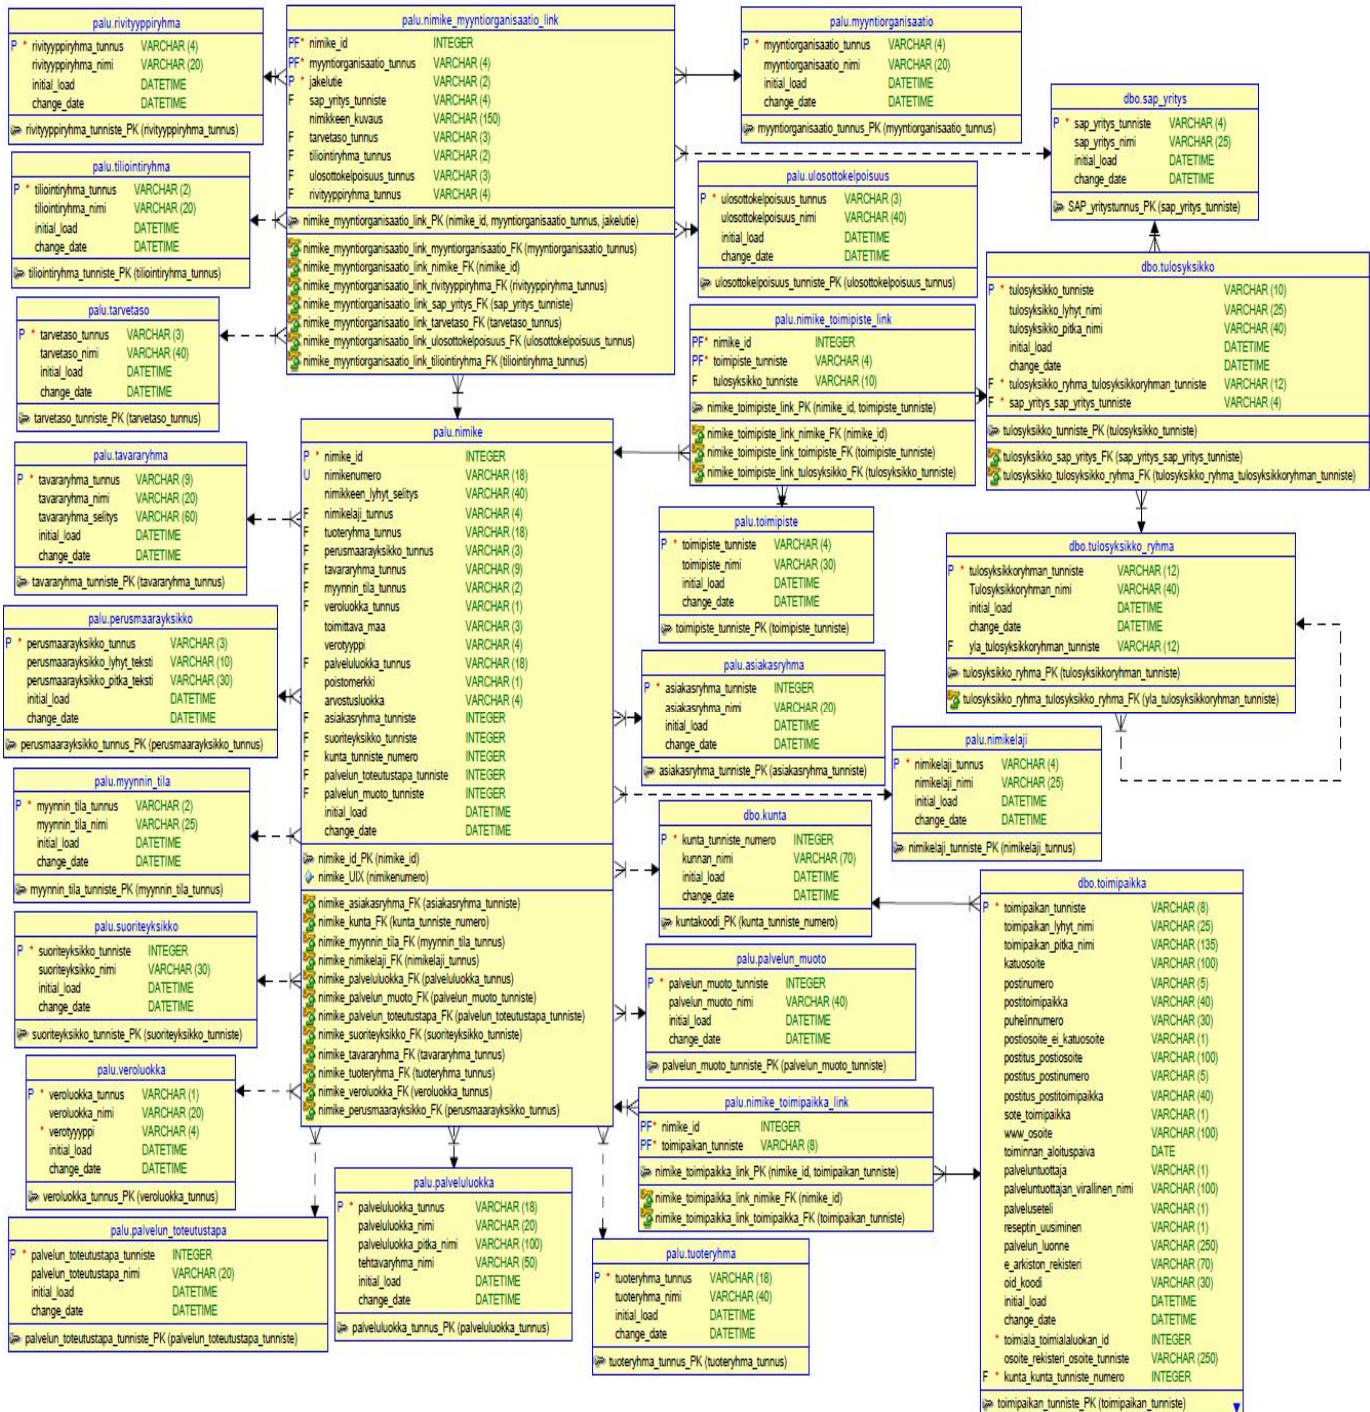 palu.rivityyppiryhma
P * rivityyppiryhma_tunnus VARCHAR (4)
rivityyppiryhma_nimi VARCHAR (20)
initial_load DATETIME
change_date DATETIME
rivityyppiryhma_tunniste_PK (rivityyppiryhma_tunnus)
palu.nimike_myyntiorganisaatio_link
PF* nimike_id INTEGER
PF* myyntiorganisaatio_tunnus VARCHAR (4)
P * jakelutie VARCHAR (2)
F sap_yritys_tunniste VARCHAR (4)
nimikkeen_kuvaus VARCHAR (150)
F tarvetaso_tunnus VARCHAR (3)
F tiliointiryhma_tunnus VARCHAR (2)
F ulosottokelpoisuus_tunnus VARCHAR (3)
F rivityyppiryhma_tunnus VARCHAR (4)
nimike_myyntiorganisaatio_link_PK (nimike_id, myyntiorganisaatio_tunnus, jakelutie)
nimike_myyntiorganisaatio_link_myyntiorganisaatio_FK (myyntiorganisaatio_tunnus)
nimike_myyntiorganisaatio_link_nimike_FK (nimike_id)
nimike_myyntiorganisaatio_link_rivityyppiryhma_FK (rivityyppiryhma_tunnus)
nimike_myyntiorganisaatio_link_sap_yritys_FK (sap_yritys_tunniste)
nimike_myyntiorganisaatio_link_tarvetaso_FK (tarvetaso_tunnus)
nimike_myyntiorganisaatio_link_ulosottokelpoisuus_FK (ulosottokelpoisuus_tunnus)
nimike_myyntiorganisaatio_link_tiliointiryhma_FK (tiliointiryhma_tunnus)
palu.myyntiorganisaatio
P * myyntiorganisaatio_tunnus VARCHAR (4)
myyntiorganisaatio_nimi VARCHAR (20)
initial_load DATETIME
change_date DATETIME
myyntiorganisaatio_tunnus_PK (myyntiorganisaatio_tunnus)
dbo.sap_yritys
P * sap_yritys_tunniste VARCHAR (4)
sap_yritys_nimi VARCHAR (25)
initial_load DATETIME
change_date DATETIME
SAP_yritystunnus_PK (sap_yritys_tunniste)
palu.tiliointiryhma
P * tiliointiryhma_tunnus VARCHAR (2)
tiliointiryhma_nimi VARCHAR (20)
initial_load DATETIME
change_date DATETIME
tiliointiryhma_tunniste_PK (tiliointiryhma_tunnus)
palu.ulosottokelpoisuus
P * ulosottokelpoisuus_tunnus VARCHAR (3)
ulosottokelpoisuus_nimi VARCHAR (40)
initial_load DATETIME
change_date DATETIME
ulosottokelpoisuus_tunniste_PK (ulosottokelpoisuus_tunnus)
dbo.tulosyksikko
P * tulosyksikko_tunniste VARCHAR (10)
tulosyksikko_lyhyt_nimi VARCHAR (25)
tulosyksikko_pitka_nimi VARCHAR (40)
initial_load DATETIME
change_date DATETIME
F * tulosyksikko_ryhma_tulosyksikkoryhman_tunniste VARCHAR (12)
F * sap_yritys_sap_yritys_tunniste VARCHAR (4)
tulosyksikko_tunniste_PK (tulosyksikko_tunniste)
tulosyksikko_sap_yritys_FK (sap_yritys_sap_yritys_tunniste)
tulosyksikko_tulosyksikko_ryhma_FK (tulosyksikko_ryhma_tulosyksikkoryhman_tunniste)
palu.tarvetaso
P * tarvetaso_tunnus VARCHAR (3)
tarvetaso_nimi VARCHAR (40)
initial_load DATETIME
change_date DATETIME
tarvetaso_tunniste_PK (tarvetaso_tunnus)
palu.nimike_toimipiste_link
PF* nimike_id INTEGER
PF* toimipiste_tunniste VARCHAR (4)
F tulosyksikko_tunniste VARCHAR (10)
nimike_toimipiste_link_PK (nimike_id, toimipiste_tunniste)
nimike_toimipiste_link_nimike_FK (nimike_id)
nimike_toimipiste_link_toimipiste_FK (toimipiste_tunniste)
nimike_toimipiste_link_tulosyksikko_FK (tulosyksikko_tunniste)
palu.nimike
P * nimike_id INTEGER
U nimikenumero VARCHAR (18)
nimikkeen_lyhyt_selitys VARCHAR (40)
F nimikelaji_tunnus VARCHAR (4)
F tuoteryhma_tunnus VARCHAR (18)
F perusmaarayksikko_tunnus VARCHAR (3)
F tavararyhma_tunnus VARCHAR (9)
F myynnin_tila_tunnus VARCHAR (2)
F veroluokka_tunnus VARCHAR (1)
toimittava_maa VARCHAR (3)
verotyyppi VARCHAR (4)
F palveluluokka_tunnus VARCHAR (18)
poistomerkki VARCHAR (1)
arvostusluokka VARCHAR (4)
F asiakasryhma_tunniste INTEGER
F suoriteyksikko_tunniste INTEGER
F kunta_tunniste_numero INTEGER
F palvelun_toteutustapa_tunniste INTEGER
F palvelun_muoto_tunniste INTEGER
initial_load DATETIME
change_date DATETIME
nimike_id_PK (nimike_id)
nimike_UIX (nimikenumero)
nimike_asiakasryhma_FK (asiakasryhma_tunniste)
nimike_kunta_FK (kunta_tunniste_numero)
nimike_myynnin_tila_FK (myynnin_tila_tunnus)
nimike_nimikelaji_FK (nimikelaji_tunnus)
nimike_palveluluokka_FK (palveluluokka_tunnus)
nimike_palvelun_muoto_FK (palvelun_muoto_tunniste)
nimike_palvelun_toteutustapa_FK (palvelun_toteutustapa_tunniste)
nimike_suoriteyksikko_FK (suoriteyksikko_tunniste)
nimike_tavararyhma_FK (tavararyhma_tunnus)
nimike_tuoteryhma_FK (tuoteryhma_tunnus)
nimike_veroluokka_FK (veroluokka_tunnus)
nimike_perusmaarayksikko_FK (perusmaarayksikko_tunnus)
palu.tavararyhma
P * tavararyhma_tunnus VARCHAR (9)
tavararyhma_nimi VARCHAR (20)
tavararyhma_selitys VARCHAR (60)
initial_load DATETIME
change_date DATETIME
tavararyhma_tunniste_PK (tavararyhma_tunnus)
palu.toimipiste
P * toimipiste_tunniste VARCHAR (4)
toimipiste_nimi VARCHAR (30)
initial_load DATETIME
change_date DATETIME
toimipiste_tunniste_PK (toimipiste_tunniste)
dbo.tulosyksikko_ryhma
P * tulosyksikkoryhman_tunniste VARCHAR (12)
Tulosyksikkoryhman_nimi VARCHAR (40)
initial_load DATETIME
change_date DATETIME
F yla_tulosyksikkoryhman_tunniste VARCHAR (12)
tulosyksikko_ryhma_PK (tulosyksikkoryhman_tunniste)
tulosyksikko_ryhma_tulosyksikko_ryhma_FK (yla_tulosyksikkoryhman_tunniste)
palu.perusmaarayksikko
P * perusmaarayksikko_tunnus VARCHAR (3)
perusmaarayksikko_lyhyt_teksti VARCHAR (10)
perusmaarayksikko_pitka_teksti VARCHAR (30)
initial_load DATETIME
change_date DATETIME
perusmaarayksikko_tunnus_PK (perusmaarayksikko_tunnus)
palu.asiakasryhma
P * asiakasryhma_tunniste INTEGER
asiakasryhma_nimi VARCHAR (20)
initial_load DATETIME
change_date DATETIME
asiakasryhma_tunniste_PK (asiakasryhma_tunniste)
palu.nimikelaji
P * nimikelaji_tunnus VARCHAR (4)
nimikelaji_nimi VARCHAR (25)
initial_load DATETIME
change_date DATETIME
nimikelaji_tunniste_PK (nimikelaji_tunnus)
palu.myynnin_tila
P * myynnin_tila_tunnus VARCHAR (2)
myynnin_tila_nimi VARCHAR (25)
initial_load DATETIME
change_date DATETIME
myynnin_tila_tunniste_PK (myynnin_tila_tunnus)
dbo.kunta
P * kunta_tunniste_numero INTEGER
kunnan_nimi VARCHAR (70)
initial_load DATETIME
change_date DATETIME
kuntakoodi_PK (kunta_tunniste_numero)
dbo.toimipaikka
P * toimipaikan_tunniste VARCHAR (8)
toimipaikan_lyhyt_nimi VARCHAR (25)
toimipaikan_pitka_nimi VARCHAR (135)
katuosoite VARCHAR (100)
postinumero VARCHAR (5)
postitoimipaikka VARCHAR (40)
puhelinnumero VARCHAR (30)
postiosoite_ei_katuosoite VARCHAR (1)
postitus_postiosoite VARCHAR (100)
postitus_postinumero VARCHAR (5)
postitus_postitoimipaikka VARCHAR (40)
sote_toimipaikka VARCHAR (1)
www_osoite VARCHAR (100)
toiminnan_aloituspaiva DATE
palveluntuottaja VARCHAR (1)
palveluntuottajan_virallinen_nimi VARCHAR (100)
palveluseteli VARCHAR (1)
reseptin_uusiminen VARCHAR (1)
palvelun_luonne VARCHAR (250)
e_arkiston_rekisteri VARCHAR (70)
oid_koodi VARCHAR (30)
initial_load DATETIME
change_date DATETIME
* toimiala_toimialaluokan_id INTEGER
osoite_rekisteri_osoite_tunniste VARCHAR (250)
F * kunta_kunta_tunniste_numero INTEGER
toimipaikan_tunniste_PK (toimipaikan_tunniste)
palu.suoriteyksikko
P * suoriteyksikko_tunniste INTEGER
suoriteyksikko_nimi VARCHAR (30)
initial_load DATETIME
change_date DATETIME
suoriteyksikko_tunniste_PK (suoriteyksikko_tunniste)
palu.palvelun_muoto
P * palvelun_muoto_tunniste INTEGER
palvelun_muoto_nimi VARCHAR (40)
initial_load DATETIME
change_date DATETIME
palvelun_muoto_tunniste_PK (palvelun_muoto_tunniste)
palu.veroluokka
P * veroluokka_tunnus VARCHAR (1)
veroluokka_nimi VARCHAR (20)
* verotyyyppi VARCHAR (4)
initial_load DATETIME
change_date DATETIME
veroluokka_tunnus_PK (veroluokka_tunnus)
palu.nimike_toimipaikka_link
PF* nimike_id INTEGER
PF* toimipaikan_tunniste VARCHAR (8)
nimike_toimipaikka_link_PK (nimike_id, toimipaikan_tunniste)
nimike_toimipaikka_link_nimike_FK (nimike_id)
nimike_toimipaikka_link_toimipaikka_FK (toimipaikan_tunniste)
palu.palveluluokka
P * palveluluokka_tunnus VARCHAR (18)
palveluluokka_nimi VARCHAR (20)
palveluluokka_pitka_nimi VARCHAR (100)
tehtavaryhma_nimi VARCHAR (50)
initial_load DATETIME
change_date DATETIME
palveluluokka_tunnus_PK (palveluluokka_tunnus)
palu.palvelun_toteutustapa
P * palvelun_toteutustapa_tunniste INTEGER
palvelun_toteutustapa_nimi VARCHAR (20)
initial_load DATETIME
change_date DATETIME
palvelun_toteutustapa_tunniste_PK (palvelun_toteutustapa_tunniste)
palu.tuoteryhma
P * tuoteryhma_tunnus VARCHAR (18)
tuoteryhma_nimi VARCHAR (40)
initial_load DATETIME
change_date DATETIME
tuoteryhma_tunnus_PK (tuoteryhma_tunnus)